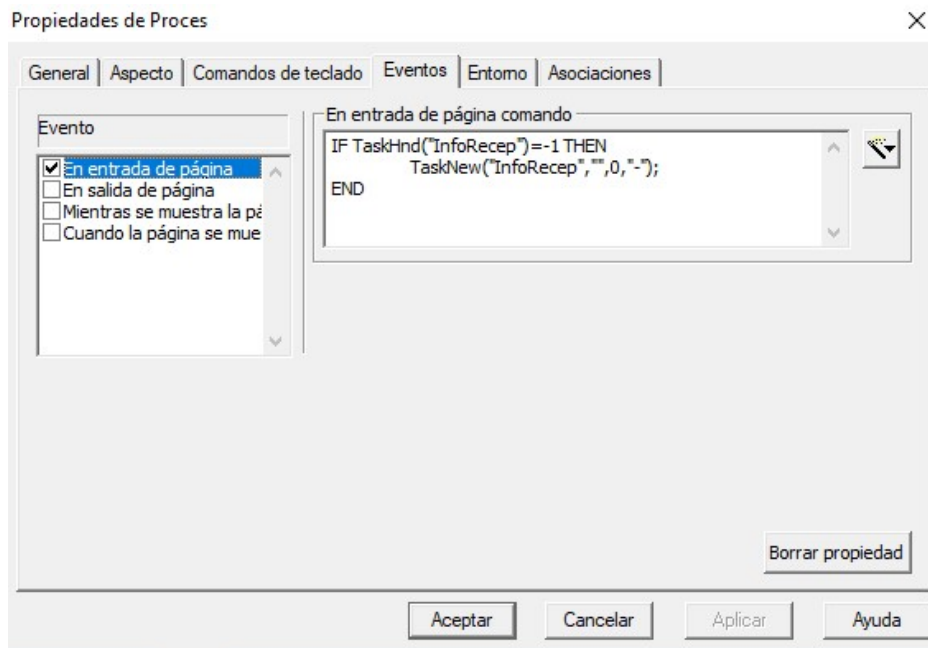 Propiedades de Proces
General Aspecto Comandos de teclado Eventos Entorno Asociaciones
Evento
En entrada de página
En salida de página
Mientras se muestra la pá
Cuando la página se mue
En entrada de página comando
IF TaskHnd("InfoRecep")=-1 THEN
TaskNew("InfoRecep","",0,"-");
END
Borrar propiedad
Aceptar Cancelar Aplicar Ayuda